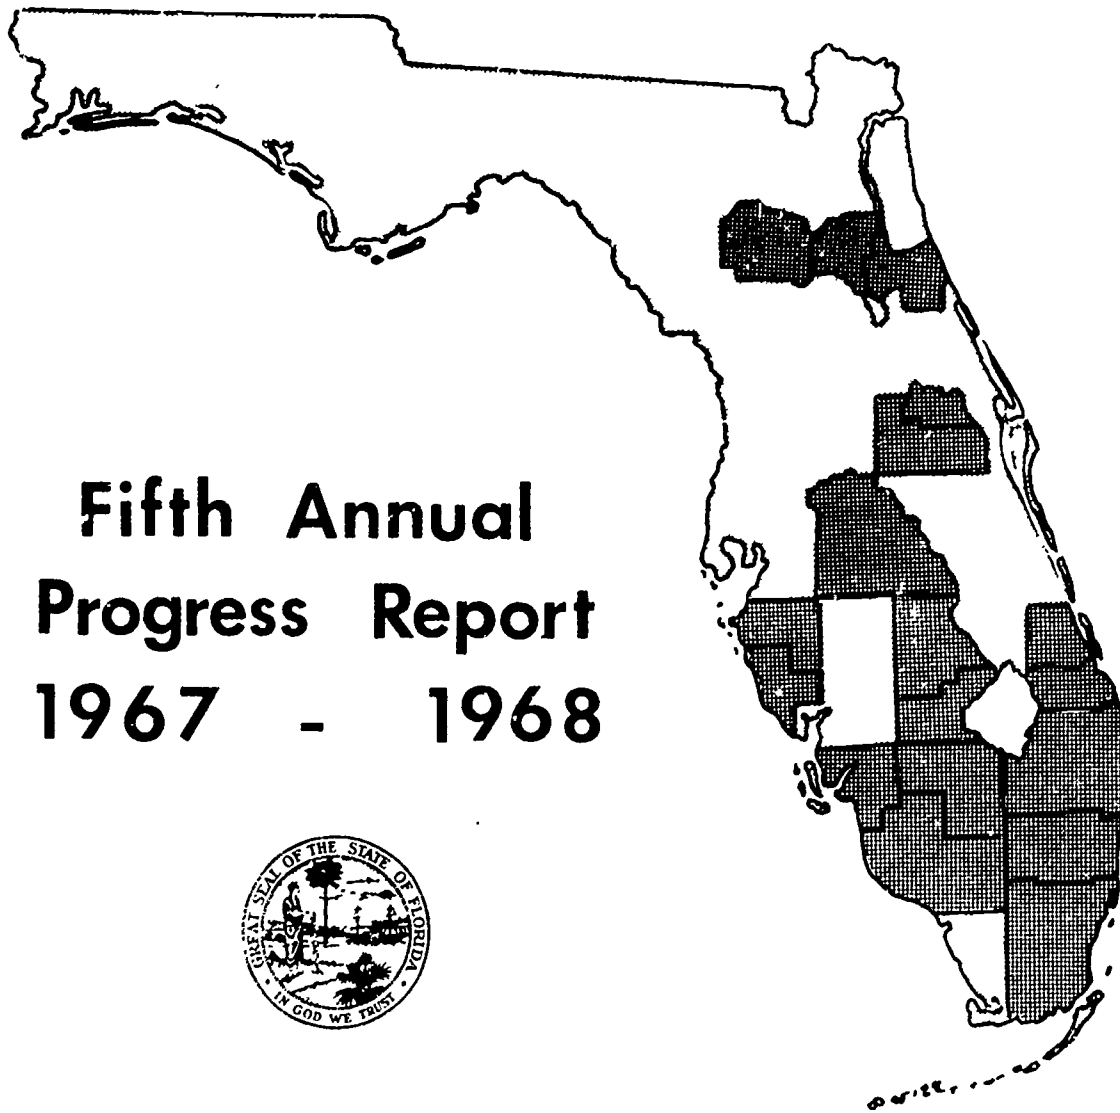 Fifth Annual
Progress Report
1967 - 1968
GREAT SEAL OF THE STATE OF FLORIDA
IN GOD WE TRUST